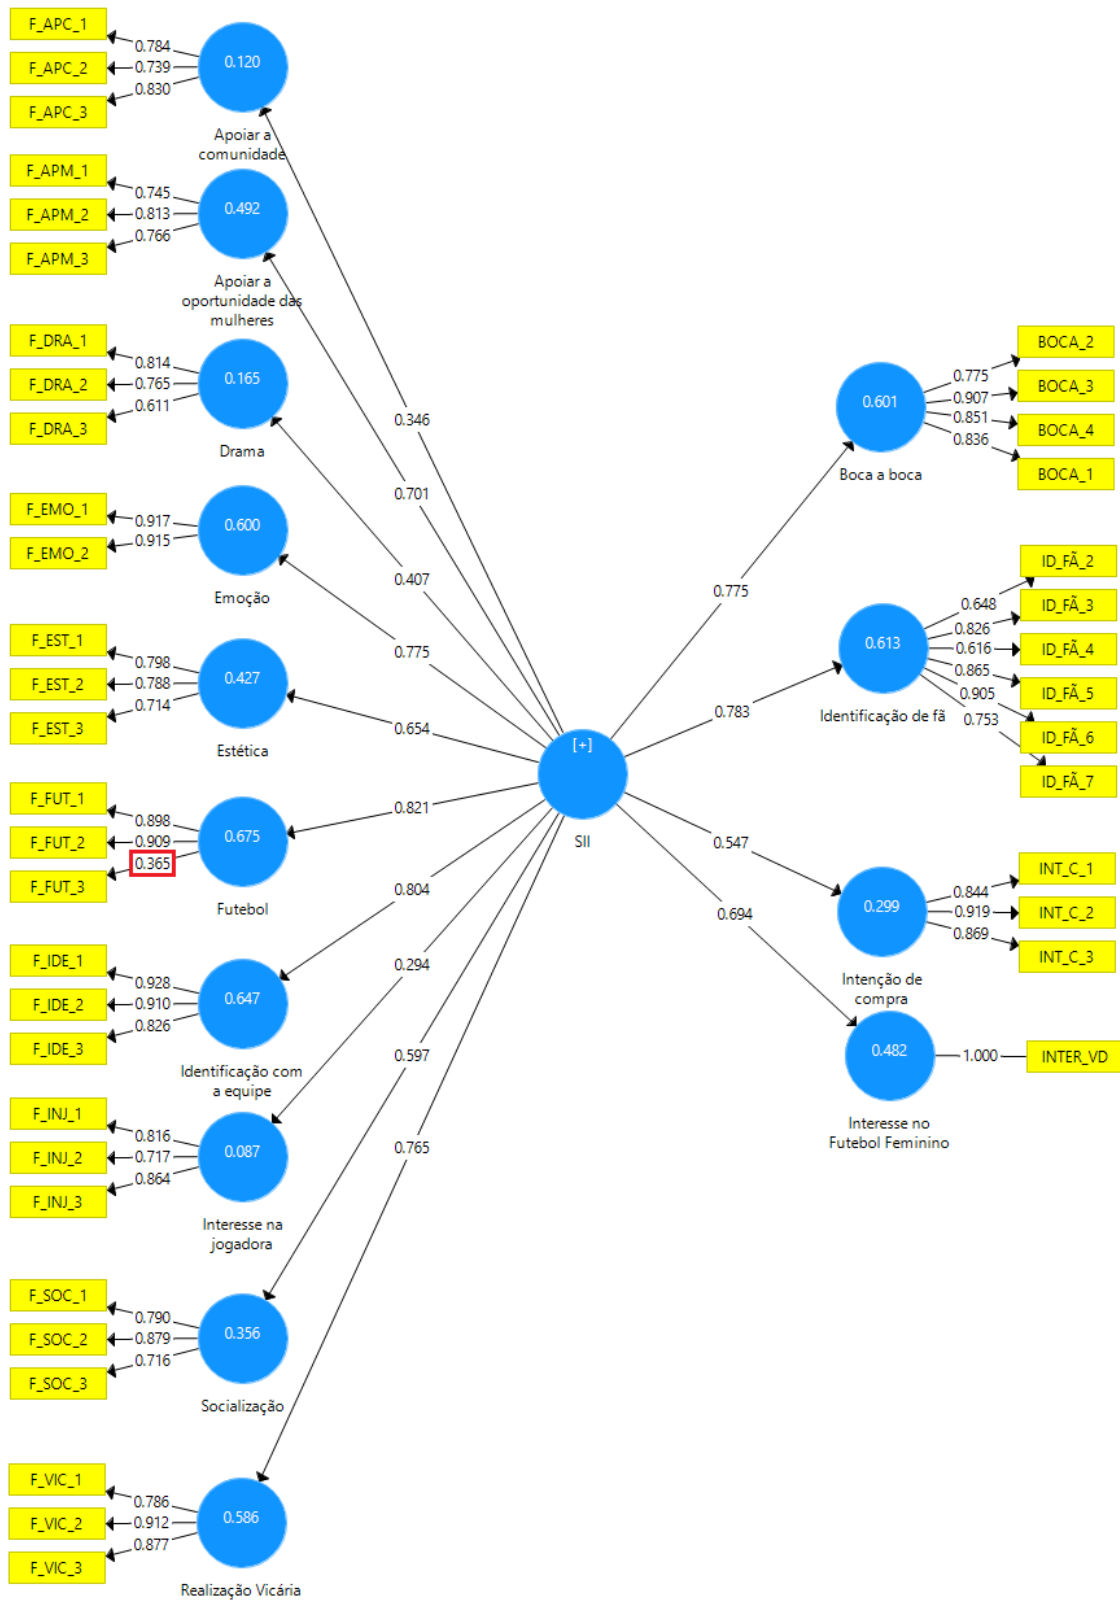 F_APC_1
F_APC_2
F_APC_3
0.784
0.739
0.830
0.120
Apoiar a
comunidade
F_APM_1
F_APM_2
F_APM_3
0.745
0.813
0.766
0.492
Apoiar a
oportunidade das
mulheres
F_DRA_1
F_DRA_2
F_DRA_3
0.814
0.765
0.611
0.165
Drama
F_EMO_1
F_EMO_2
0.917
0.915
0.600
Emoção
F_EST_1
F_EST_2
F_EST_3
0.798
0.788
0.714
0.427
Estética
F_FUT_1
F_FUT_2
F_FUT_3
0.898
0.909
0.365
0.675
Futebol
F_IDE_1
F_IDE_2
F_IDE_3
0.928
0.910
0.826
0.647
Identificação com
a equipe
F_INJ_1
F_INJ_2
F_INJ_3
0.816
0.717
0.864
0.087
Interesse na
jogadora
F_SOC_1
F_SOC_2
F_SOC_3
0.790
0.879
0.716
0.356
Socialização
F_VIC_1
F_VIC_2
F_VIC_3
0.786
0.912
0.877
0.586
Realização Vicária
0.346
0.701
0.407
0.775
0.654
0.821
0.804
0.294
0.597
0.765
[+]
SII
0.775
0.783
0.547
0.694
0.601
Boca a boca
0.775
0.907
0.851
0.836
BOCA_2
BOCA_3
BOCA_4
BOCA_1
0.613
Identificação de fã
0.648
0.826
0.616
0.865
0.905
0.753
ID_FÃ_2
ID_FÃ_3
ID_FÃ_4
ID_FÃ_5
ID_FÃ_6
ID_FÃ_7
0.299
Intenção de
compra
0.844
0.919
0.869
INT_C_1
INT_C_2
INT_C_3
0.482
Interesse no
Futebol Feminino
1.000
INTER_VD